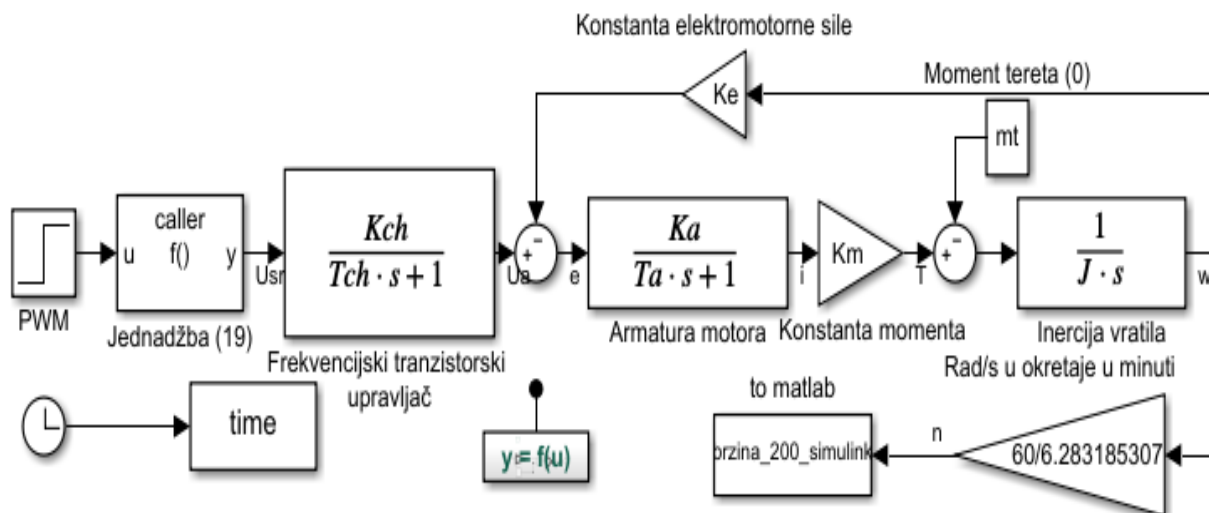 Konstanta elektromotorne sile
Ke
Moment tereta (0)
mt
PWM
caller
u f() y
Jednadžba (19)
Usr
Kch
Tch · s + 1
Frekvencijski tranzistorski
upravljač
Ua
+ −
e
Ka
Ta · s + 1
Armatura motora
i
Km
Konstanta momenta
T
+ −
1
J · s
Inercija vratila
w
Rad/s u okretaje u minuti
60/6.283185307
n
to matlab
orzina_200_simulink
time
y = f(u)